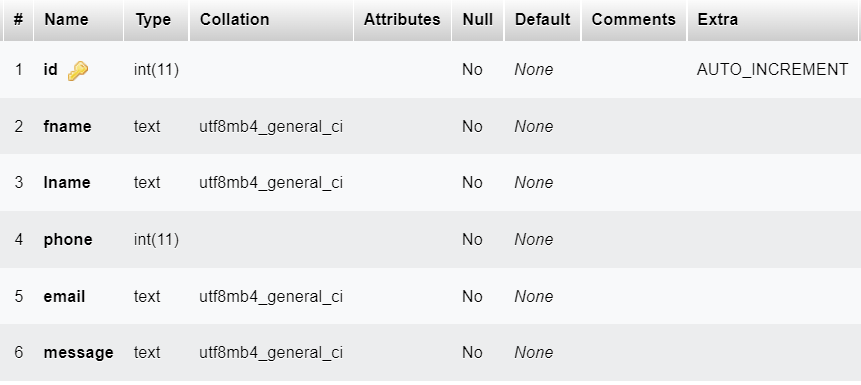 # Name Type Collation Attributes Null Default Comments Extra
1 id int(11) No None AUTO_INCREMENT
2 fname text utf8mb4_general_ci No None
3 lname text utf8mb4_general_ci No None
4 phone int(11) No None
5 email text utf8mb4_general_ci No None
6 message text utf8mb4_general_ci No None